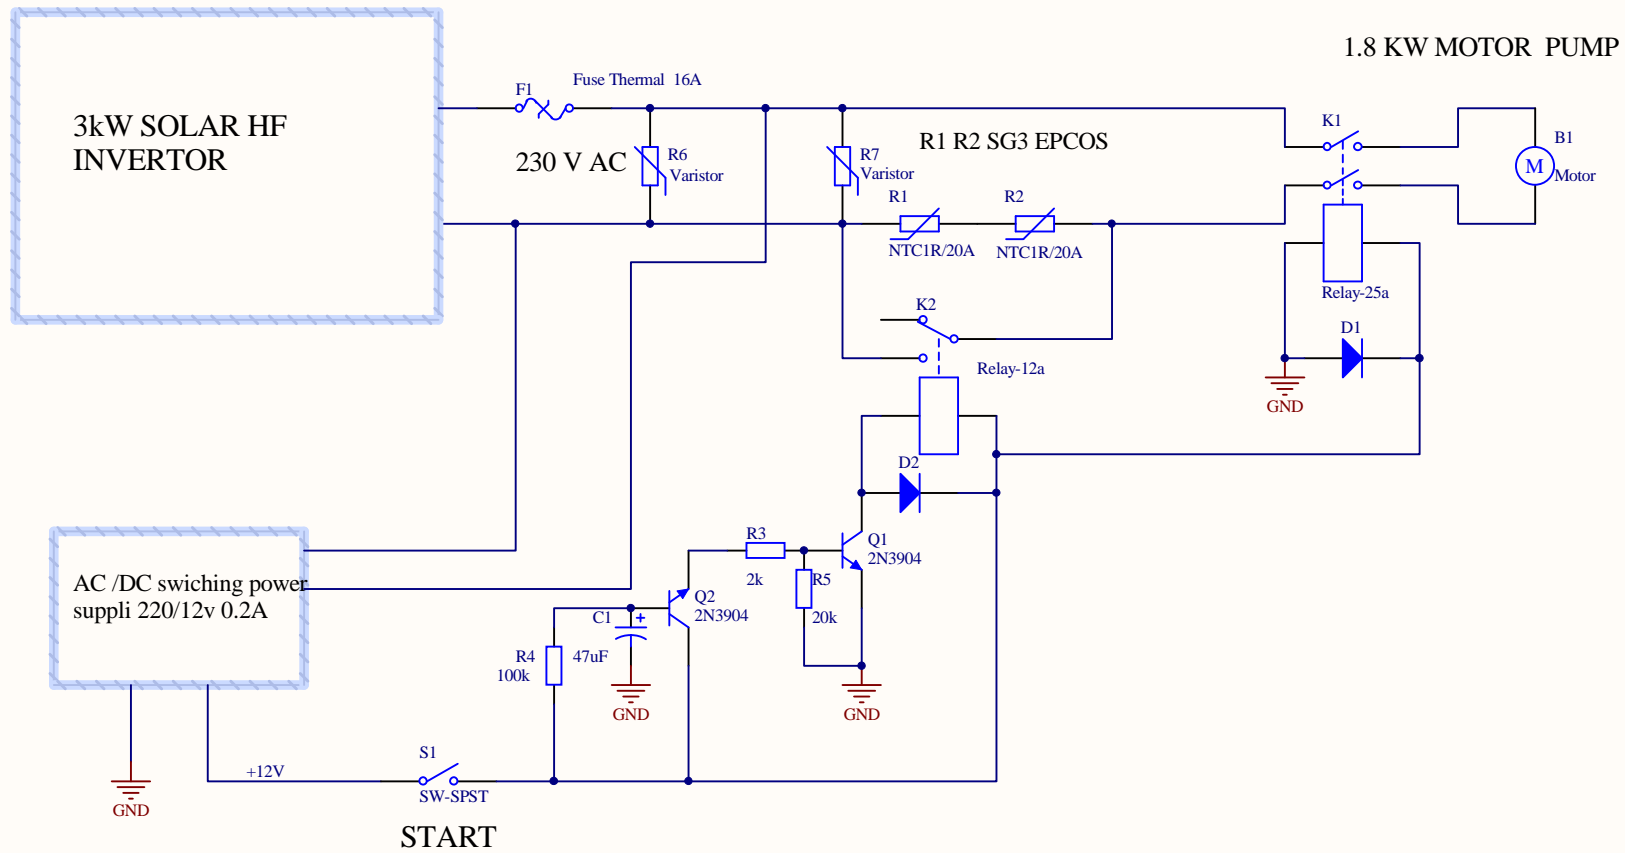 1.8 KW MOTOR PUMP
Fuse Thermal 16A
F1
3kW SOLAR HF
INVERTOR
230 V AC
R6
Varistor
R7
Varistor
R1 R2 SG3 EPCOS
R1
NTC1R/20A
R2
NTC1R/20A
K1
B1
M
Motor
Relay-25a
D1
GND
K2
Relay-12a
D2
AC /DC swiching power
suppli 220/12v 0.2A
R3
2k
R5
20k
Q1
2N3904
Q2
2N3904
C1
+
47uF
R4
100k
GND
GND
S1
+12V
SW-SPST
GND
START